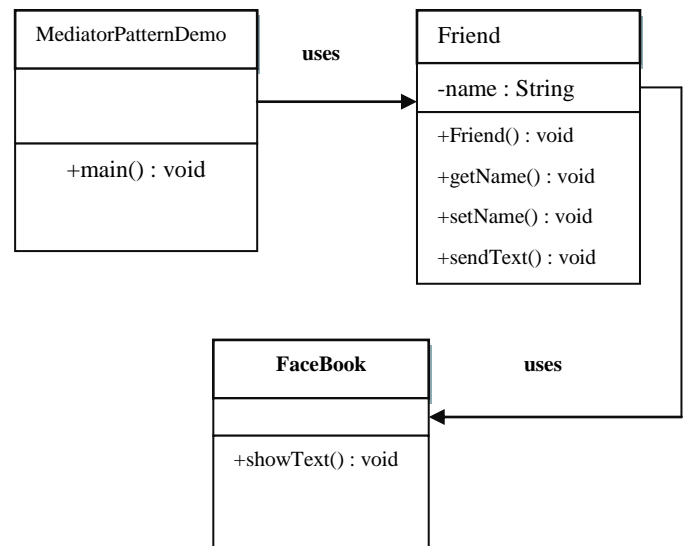 MediatorPatternDemo
+main() : void
uses
Friend
-name : String
+Friend() : void
+getName() : void
+setName() : void
+sendText() : void
FaceBook
+showText() : void
uses